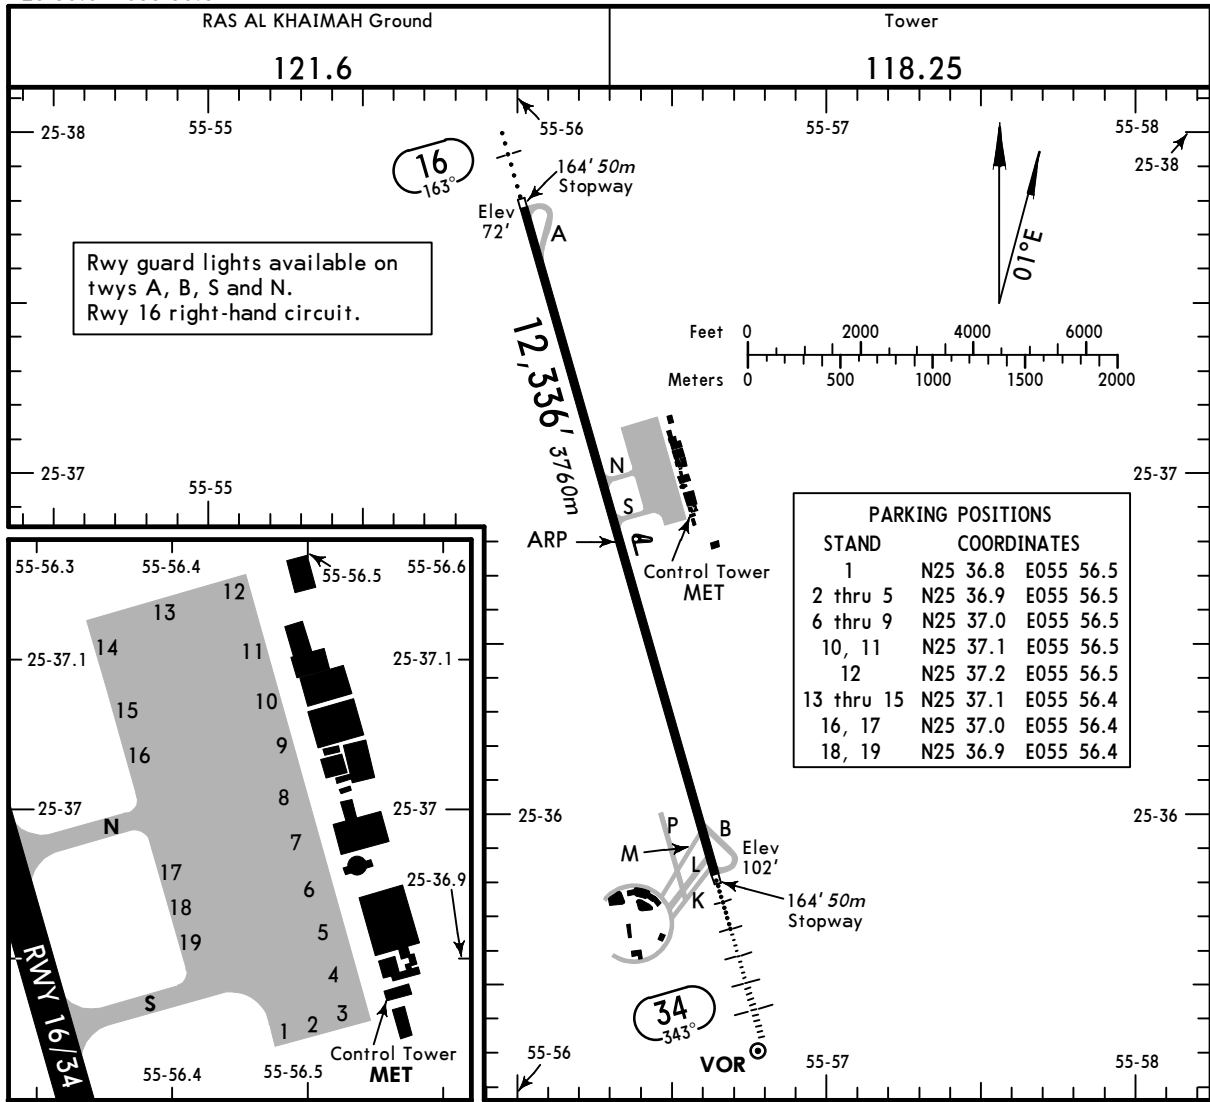 RAS AL KHAIMAH Ground
121.6
Tower
118.25
25-38
55-55
55-56
55-57
55-58
25-38
16
163°
164' 50m
Stopway
Elev
72'
A
01°E
Rwy guard lights available on
twys A, B, S and N.
Rwy 16 right-hand circuit.
Feet 0 2000 4000 6000
Meters 0 500 1000 1500 2000
12,336' 3760m
25-37
55-55
N
S
25-37
ARP
Control Tower
MET
PARKING POSITIONS
STAND COORDINATES
1 N25 36.8 E055 56.5
2 thru 5 N25 36.9 E055 56.5
6 thru 9 N25 37.0 E055 56.5
10, 11 N25 37.1 E055 56.5
12 N25 37.2 E055 56.5
13 thru 15 N25 37.1 E055 56.4
16, 17 N25 37.0 E055 56.4
18, 19 N25 36.9 E055 56.4
55-56.3
55-56.4
55-56.5
55-56.6
12
13
14
11
25-37.1
25-37.1
10
15
9
16
8
25-37
25-37
N
7
17
6
25-36.9
18
5
19
4
S
3
2
1
RWY 16/34
Control Tower
MET
55-56.4
55-56.5
25-36
25-36
P
B
M
L
K
Elev
102'
164' 50m
Stopway
34
343°
VOR
55-56
55-57
55-58